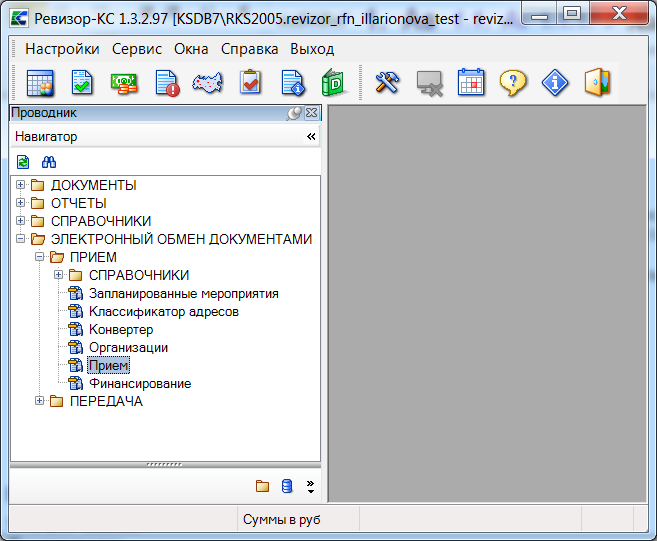 Ревизор-КС 1.3.2.97 [KSDB7\RKS2005.revizor_rfn_illarionova_test - reviz...
Настройки Сервис Окна Справка Выход
Проводник
Навигатор
ДОКУМЕНТЫ
ОТЧЕТЫ
СПРАВОЧНИКИ
ЭЛЕКТРОННЫЙ ОБМЕН ДОКУМЕНТАМИ
ПРИЕМ
СПРАВОЧНИКИ
Запланированные мероприятия
Классификатор адресов
Конвертер
Организации
Прием
Финансирование
ПЕРЕДАЧА
Суммы в руб